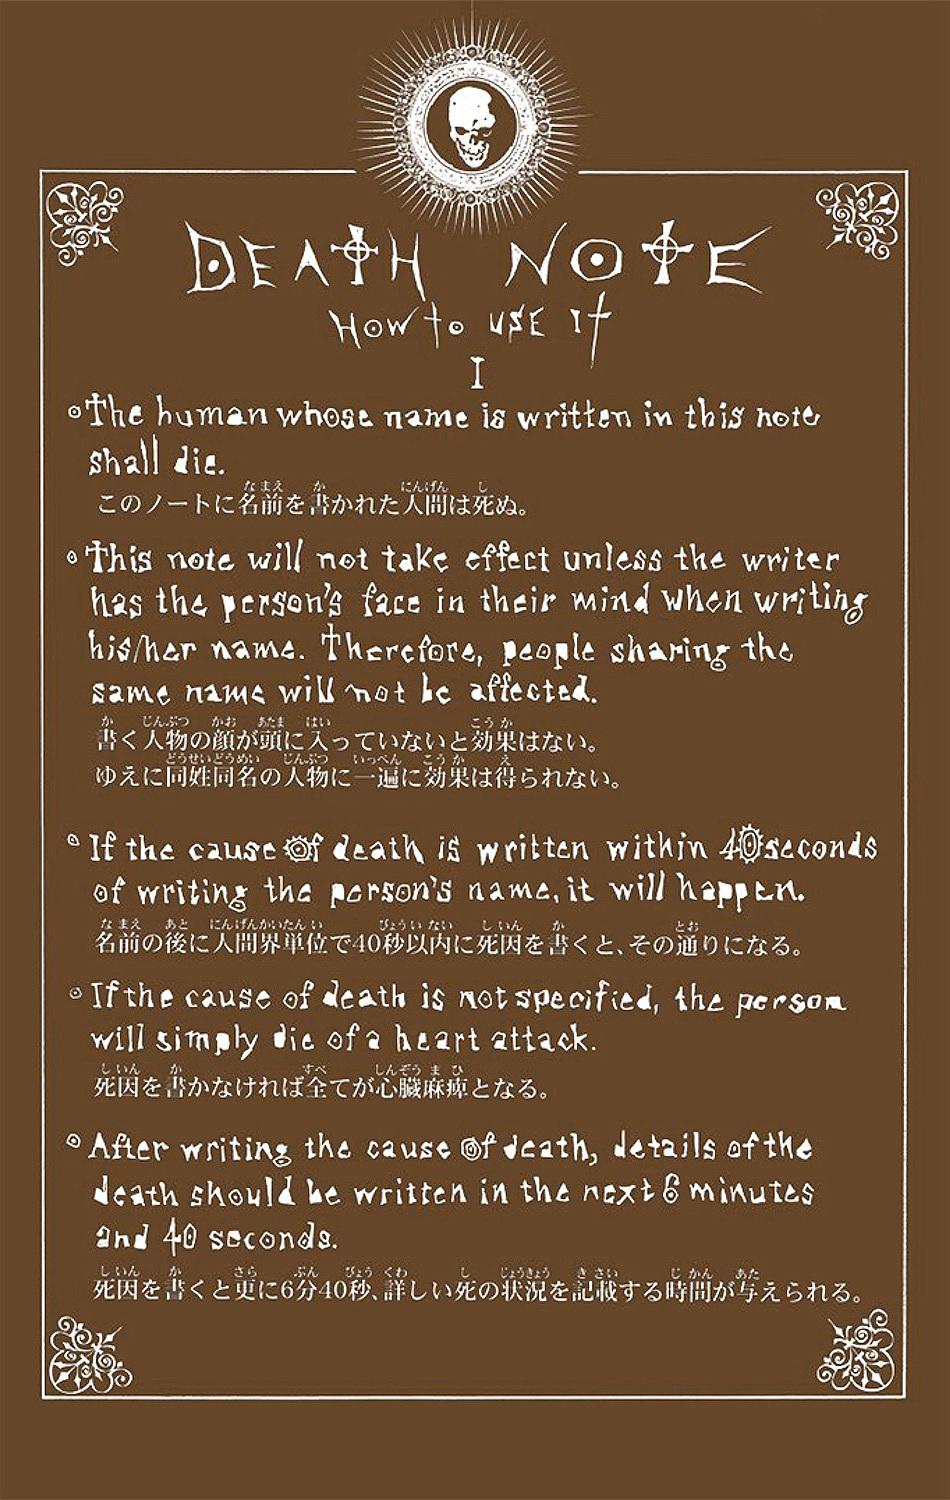 DEATH NOTE
HOW to USE It
I
The human whose name is written in this note
shall die.
このノートに名前を書かれた人間は死ぬ。
This note will not take effect unless the writer
has the person's face in their mind when writing
his/her name. Therefore, people sharing the
same name will not be affected.
書く人物の顔が頭に入っていないと効果はない。
ゆえに同姓同名の人物に一遍に効果は得られない。
If the cause of death is written within 40seconds
of writing the person's name, it will happen.
名前の後に人間界単位で40秒以内に死因を書くと、その通りになる。
If the cause of death is not specified, the person
will simply die of a heart attack.
死因を書かなければ全てが心臓麻痺となる。
After writing the cause of death, details of the
death should be written in the next 6 minutes
and 40 seconds.
死因を書くと更に6分40秒、詳しい死の状況を記載する時間が与えられる。